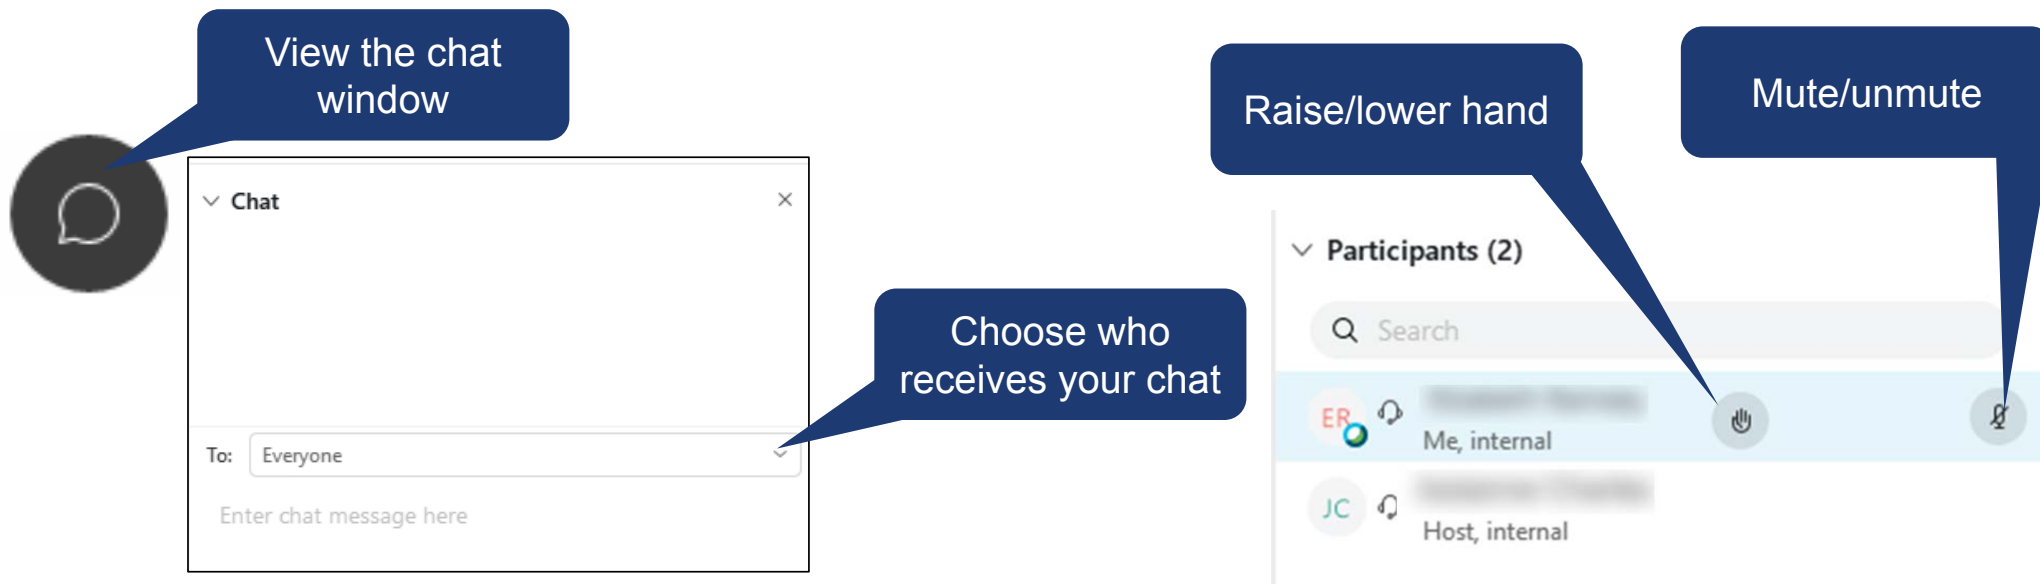 View the chat
window
Chat
To:
Everyone
Enter chat message here
Choose who
receives your chat
Raise/lower hand
Mute/unmute
Participants (2)
Search
ER
Me, internal
JC
Host, internal